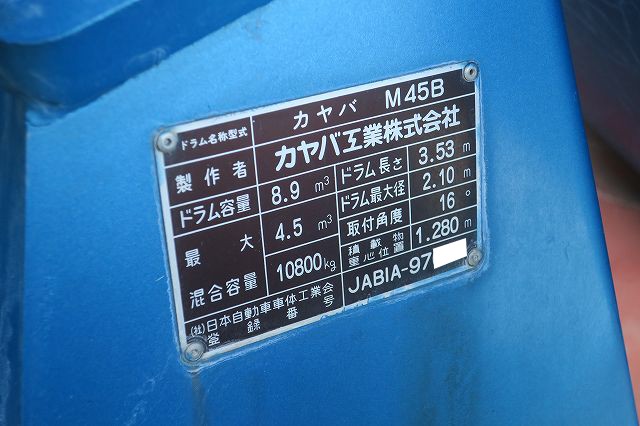 ドラム名称型式 カヤバ M45B
製作者 カヤバ工業株式会社
ドラム容量 8.9 m³ ドラム長さ 3.53 m
最大混合容量 4.5 m³ ドラム最大径 2.10 m
10800kg 取付角度 16°
積載物重心位置 1.280 m
(社)日本自動車車体工業会 JABIA-97
登録番号